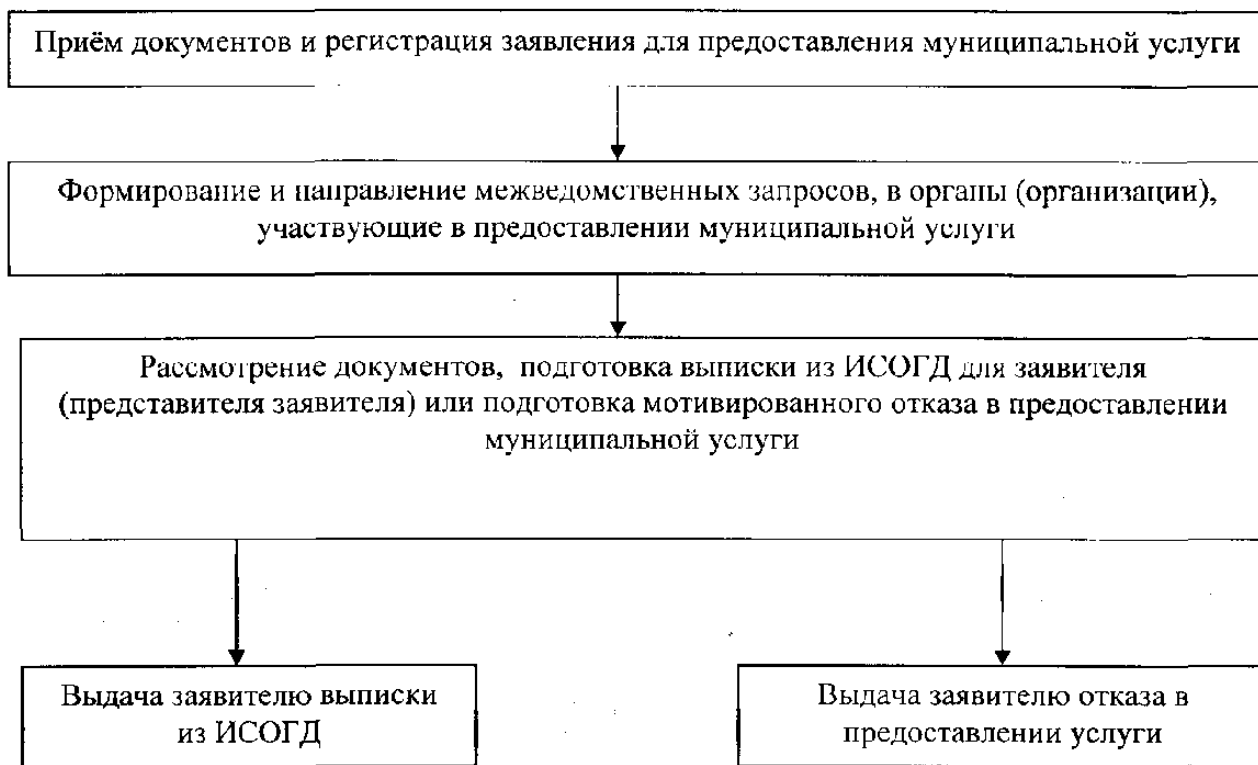 Приём документов и регистрация заявления для предоставления муниципальной услуги
Формирование и направление межведомственных запросов, в органы (организации),
участвующие в предоставлении муниципальной услуги
Рассмотрение документов, подготовка выписки из ИСОГД для заявителя
(представителя заявителя) или подготовка мотивированного отказа в предоставлении
муниципальной услуги
Выдача заявителю выписки
из ИСОГД
Выдача заявителю отказа в
предоставлении услуги